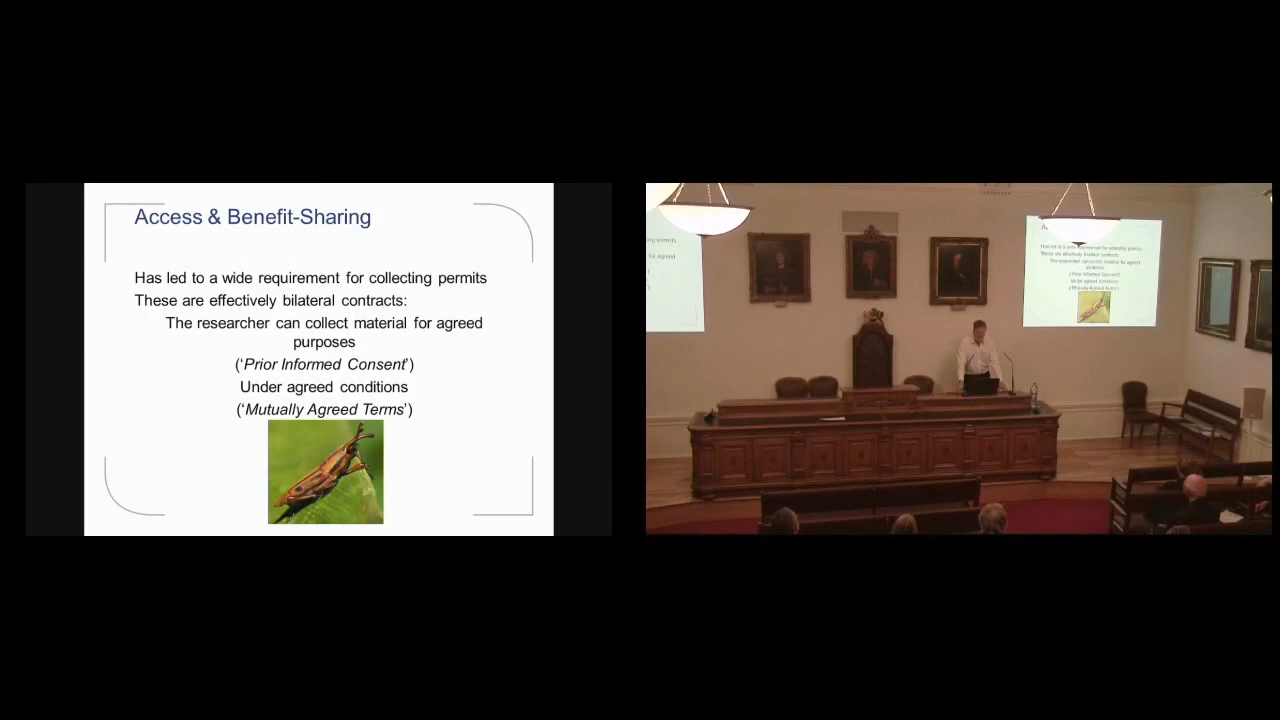 Access & Benefit-Sharing
Has led to a wide requirement for collecting permits
These are effectively bilateral contracts:
The researcher can collect material for agreed
purposes
(‘Prior Informed Consent’)
Under agreed conditions
(‘Mutually Agreed Terms’)